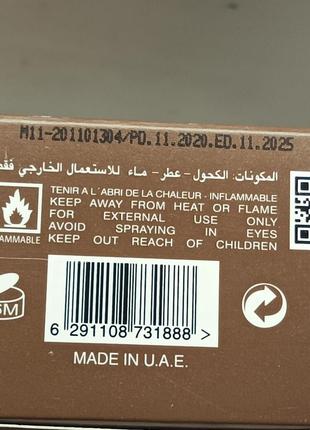 M11-201101304/PD.11.2020.ED.11.2025
المكونات: الكحول - عطر - ماء للاستعمال الخارجي فقط
TENIR A L´ABRI DE LA CHALEUR - INFLAMMABLE
KEEP AWAY FROM HEAT OR FLAME
FOR EXTERNAL USE ONLY
AVOID SPRAYING IN EYES
KEEP OUT REACH OF CHILDREN
AMMABLE
6 291108 731888 >
MADE IN U.A.E.